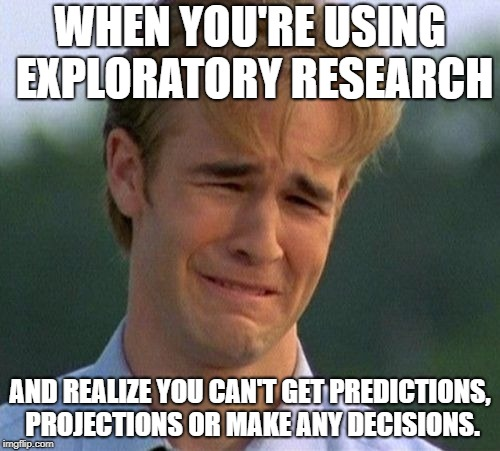 WHEN YOU'RE USING
EXPLORATORY RESEARCH
AND REALIZE YOU CAN'T GET PREDICTIONS,
PROJECTIONS OR MAKE ANY DECISIONS.
imgflip.com